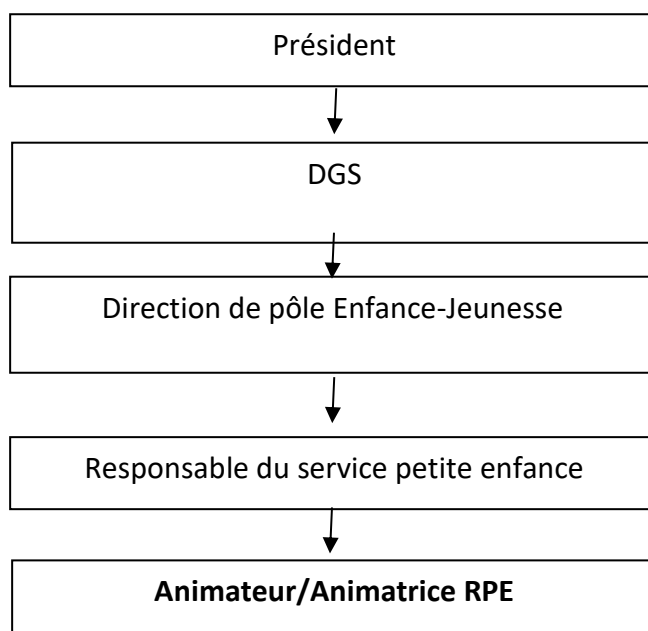 Président
DGS
Direction de pôle Enfance-Jeunesse
Responsable du service petite enfance
Animateur/Animatrice RPE